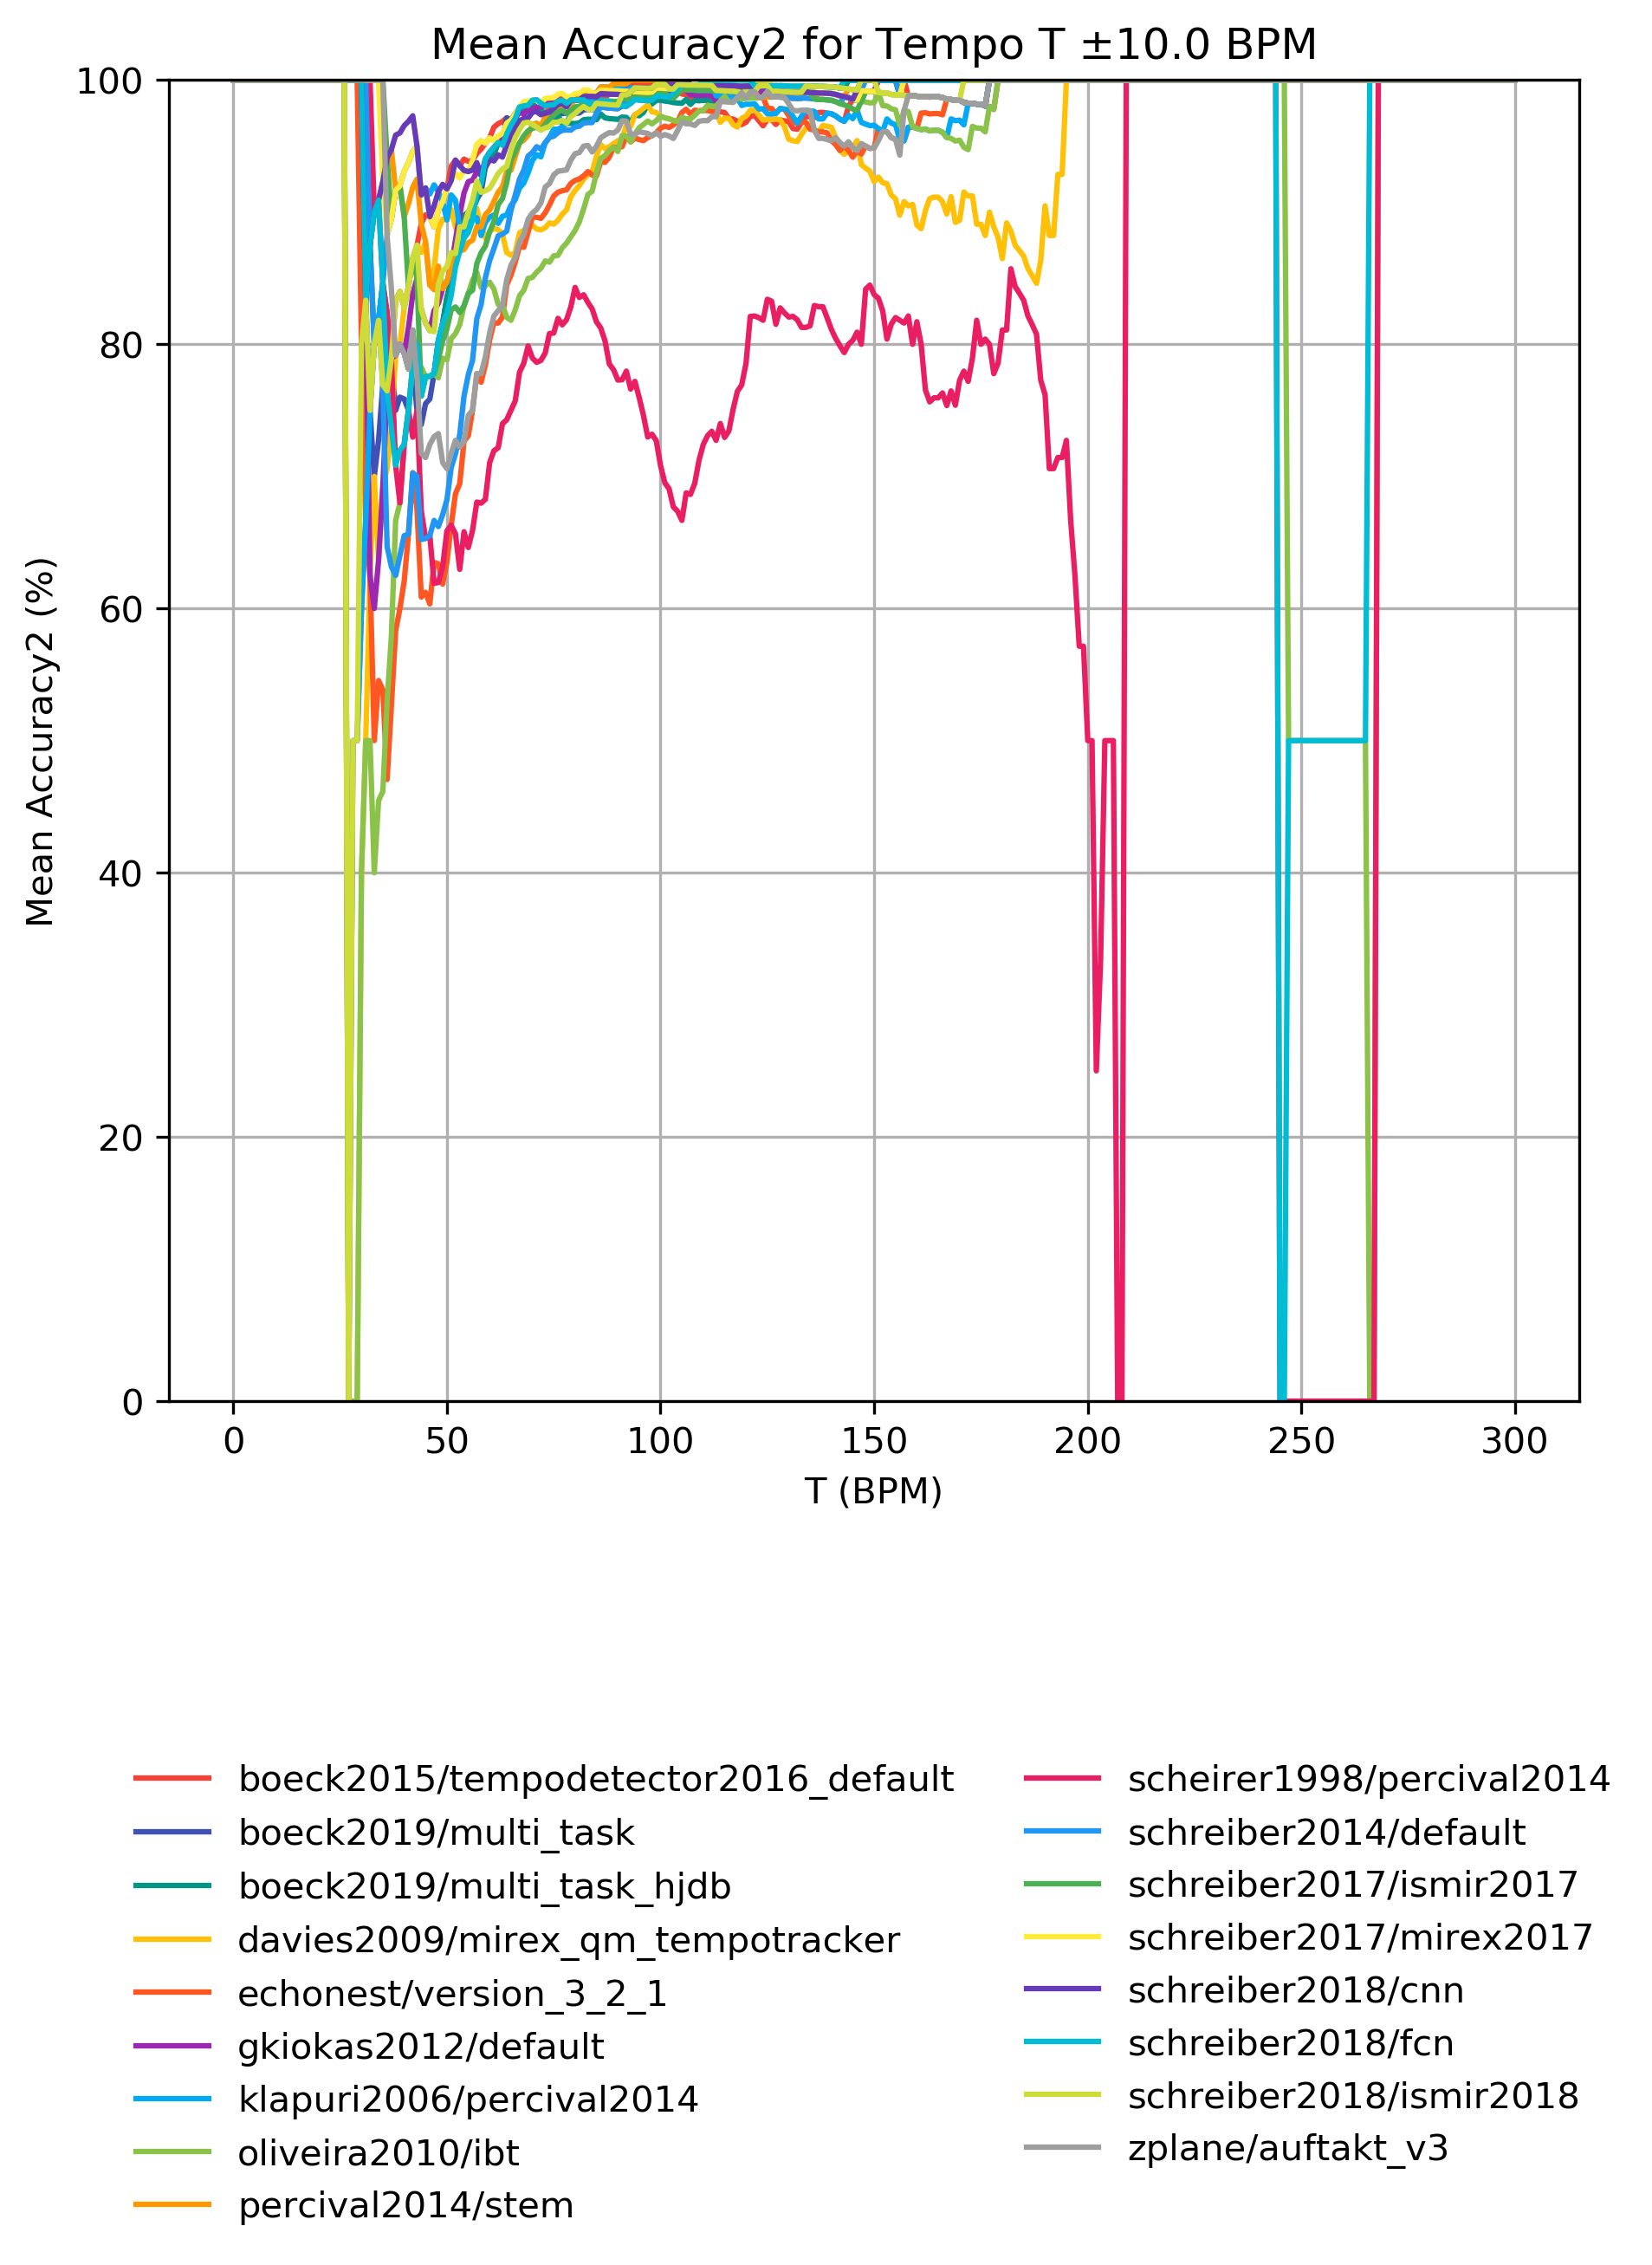 Mean Accuracy2 for Tempo T ±10.0 BPM
100
80
60
40
20
0
Mean Accuracy2 (%)
0 50 100 150 200 250 300
T (BPM)
boeck2015/tempodetector2016_default
boeck2019/multi_task
boeck2019/multi_task_hjdb
davies2009/mirex_qm_tempotracker
echonest/version_3_2_1
gkiokas2012/default
klapuri2006/percival2014
oliveira2010/ibt
percival2014/stem
scheirer1998/percival2014
schreiber2014/default
schreiber2017/ismir2017
schreiber2017/mirex2017
schreiber2018/cnn
schreiber2018/fcn
schreiber2018/ismir2018
zplane/auftakt_v3